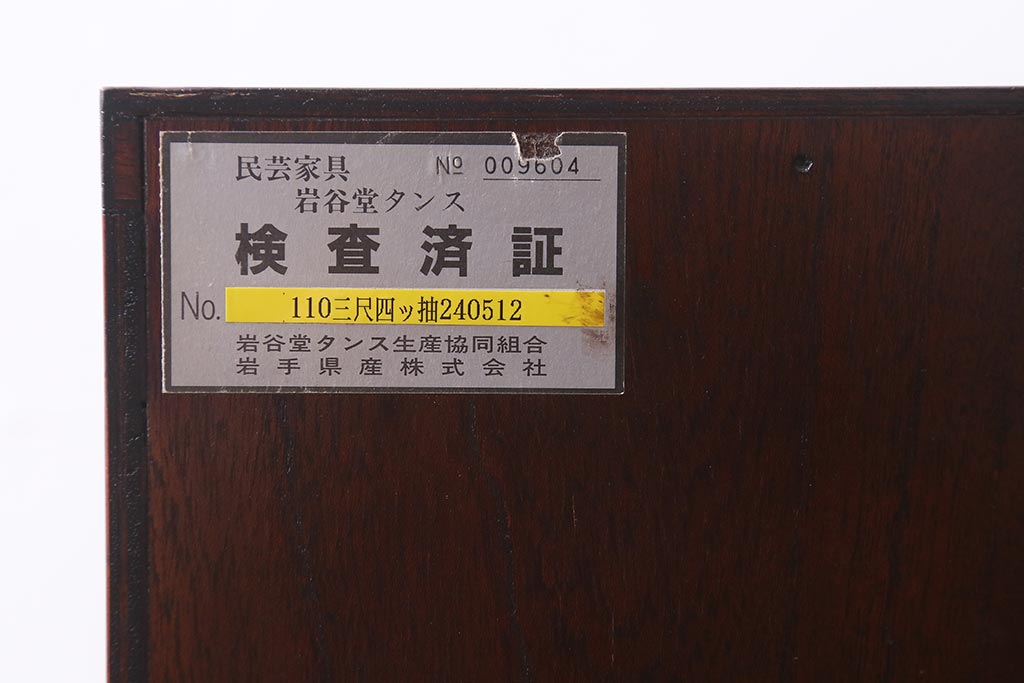 民芸家具 № 009604
岩谷堂タンス
検査済証
No. 110三尺四ッ抽240512
岩谷堂タンス生産協同組合
岩手県産株式会社